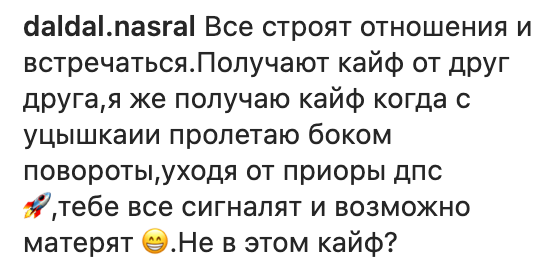 daldal.nasral Все строят отношения и
встречаться.Получают кайф от друг
друга,я же получаю кайф когда с
уцышкаии пролетаю боком
повороты,уходя от приоры дпс
🚀,тебе все сигналят и возможно
матерят 😁.Не в этом кайф?